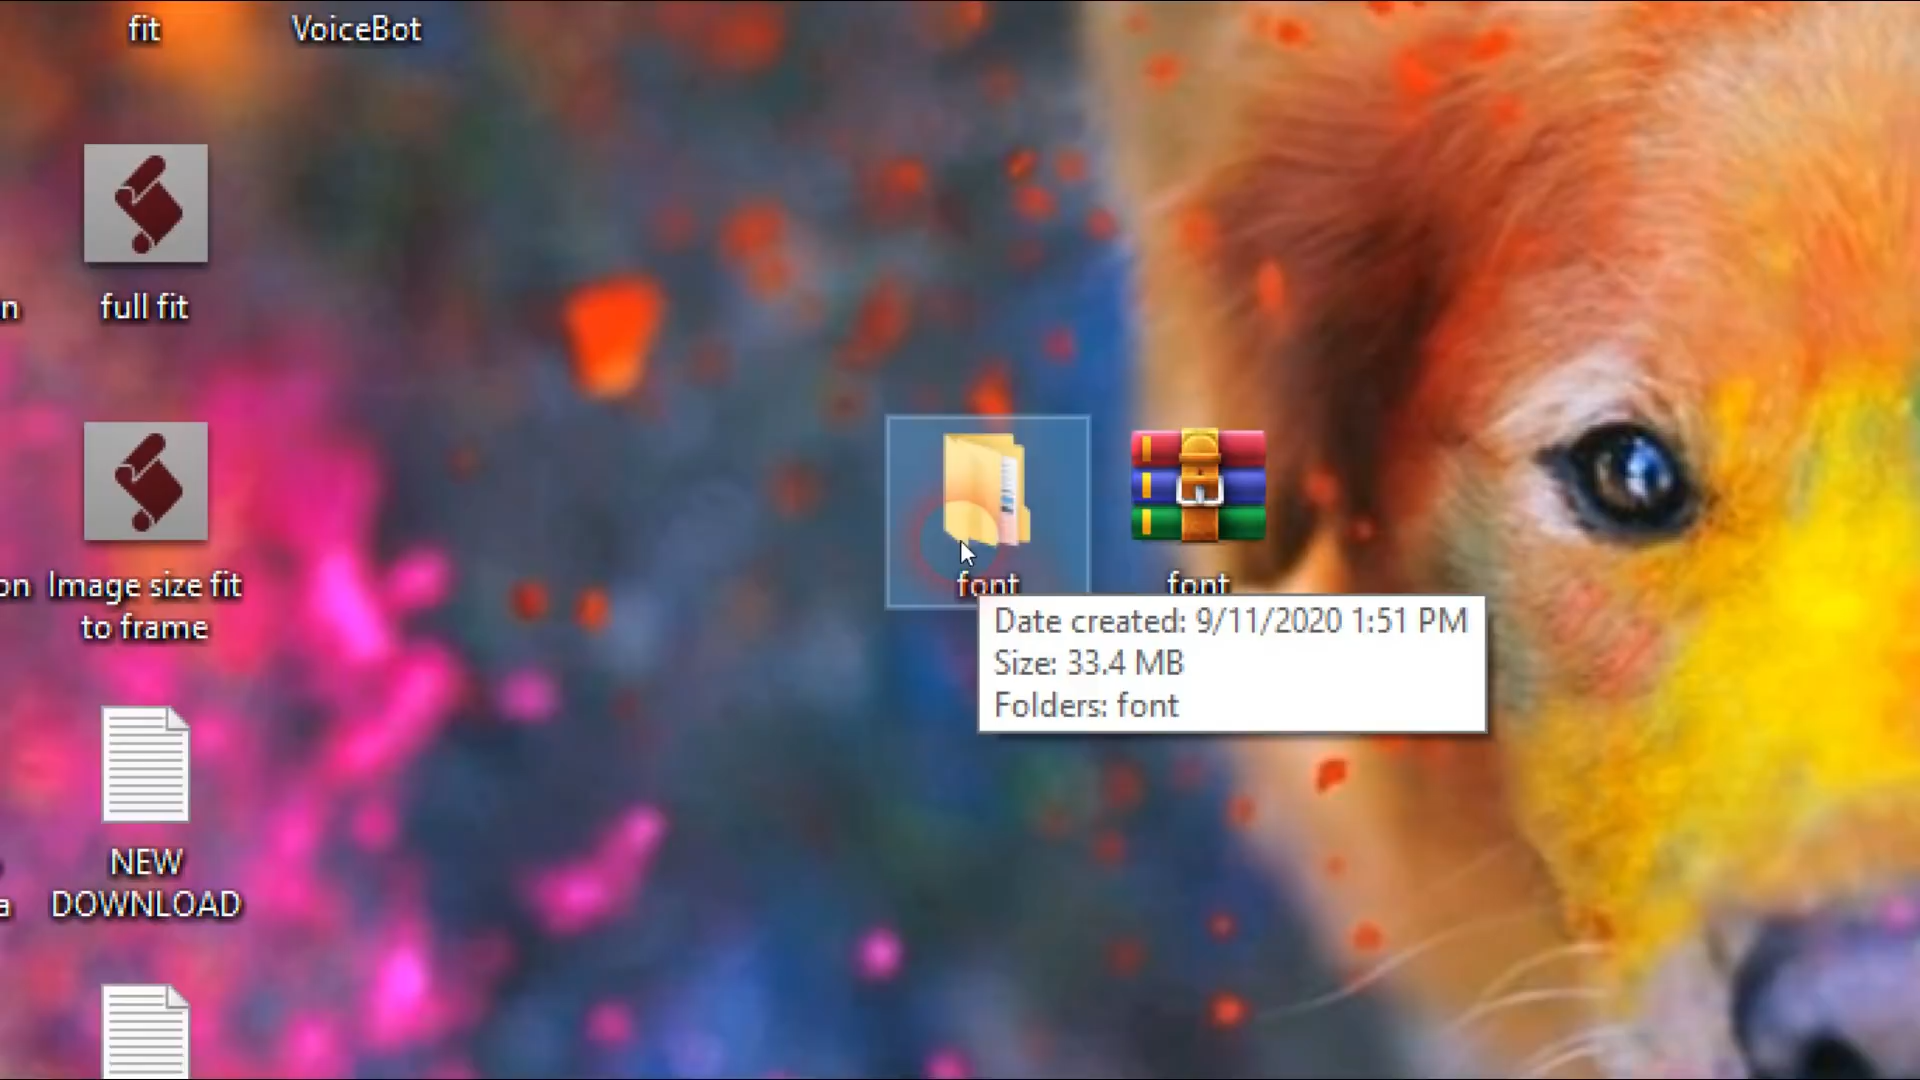 fit
VoiceBot
n
full fit
on
Image size fit
to frame
font
font
Date created: 9/11/2020 1:51 PM
Size: 33.4 MB
Folders: font
NEW
DOWNLOAD
a